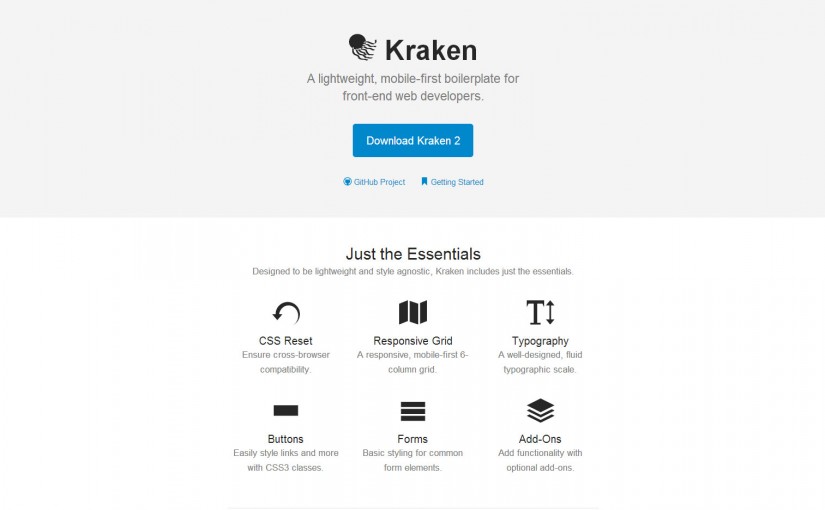 Kraken
A lightweight, mobile-first boilerplate for
front-end web developers.
Download Kraken 2
GitHub Project Getting Started
Just the Essentials
Designed to be lightweight and style agnostic, Kraken includes just the essentials.
CSS Reset
Ensure cross-browser
compatibility.
Responsive Grid
A responsive, mobile-first 6-
column grid.
Typography
A well-designed, fluid
typographic scale.
Buttons
Easily style links and more
with CSS3 classes.
Forms
Basic styling for common
form elements.
Add-Ons
Add functionality with
optional add-ons.